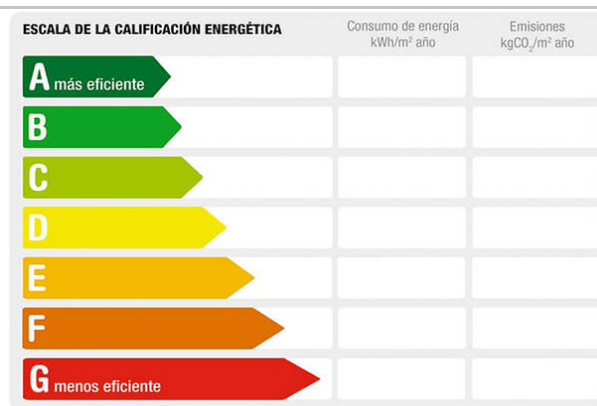 ESCALA DE LA CALIFICACIÓN ENERGÉTICA
Consumo de energía
kWh/m² año
Emisiones
kgCO₂/m² año
A más eficiente
B
C
D
E
F
G menos eficiente